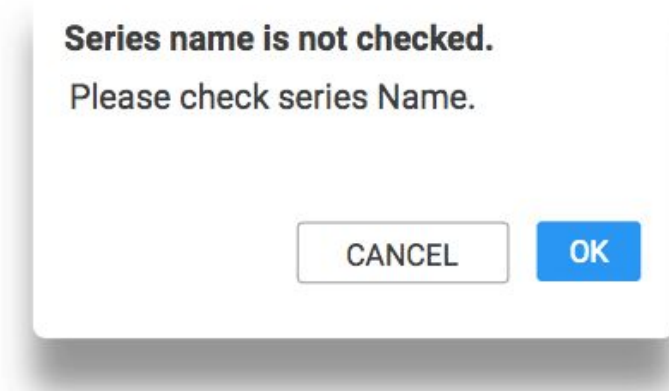 Series name is not checked.
Please check series Name.
CANCEL
OK